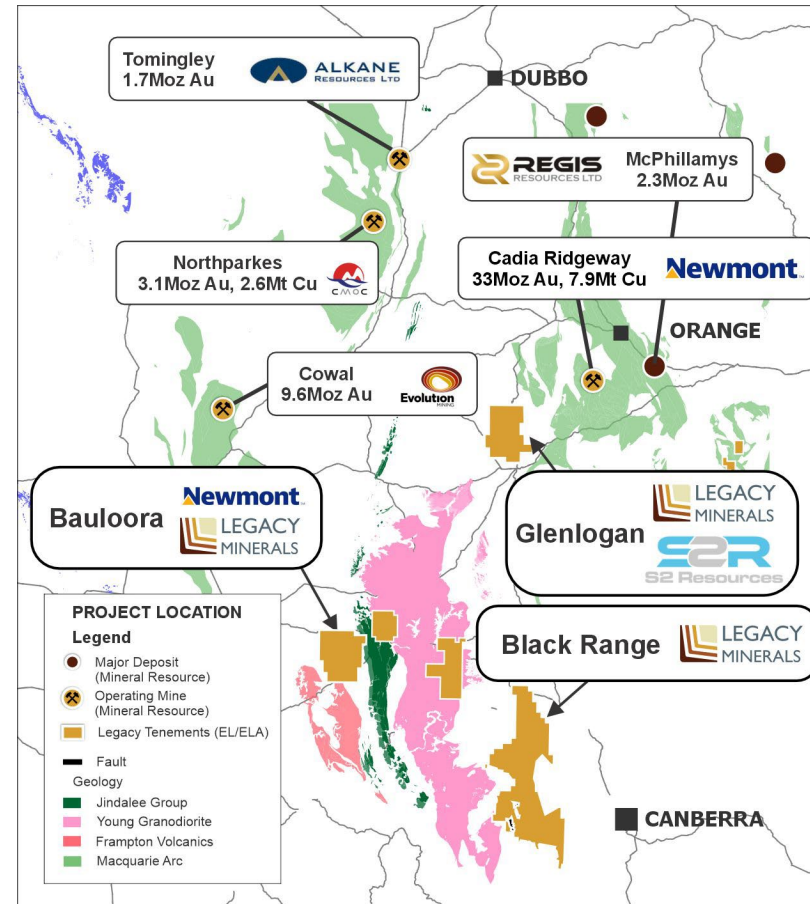 Tomingley
1.7Moz Au
ALKANE
RESOURCES LTD
DUBBO
REGIS
RESOURCES LTD
McPhillamys
2.3Moz Au
Northparkes
3.1Moz Au, 2.6Mt Cu
CMOC
Cadia Ridgeway
33Moz Au, 7.9Mt Cu
Newmont
ORANGE
Cowal
9.6Moz Au
Evolution
MINING
Bauloora
Newmont
LEGACY
MINERALS
Glenlogan
LEGACY
MINERALS
S2R
S2 Resources
Black Range
LEGACY
MINERALS
PROJECT LOCATION
Legend
Major Deposit
(Mineral Resource)
Operating Mine
(Mineral Resource)
Legacy Tenements (EL/ELA)
Fault
Geology
Jindalee Group
Young Granodiorite
Frampton Volcanics
Macquarie Arc
CANBERRA